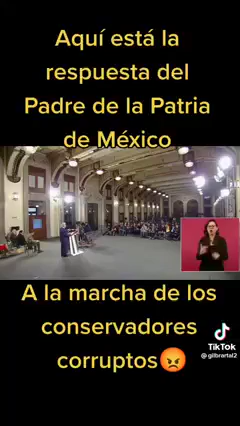 Aquí está la
respuesta del
Padre de la Patria
de México
A la marcha de los
conservadores
corruptos😡
TikTok
@gilbrartal2